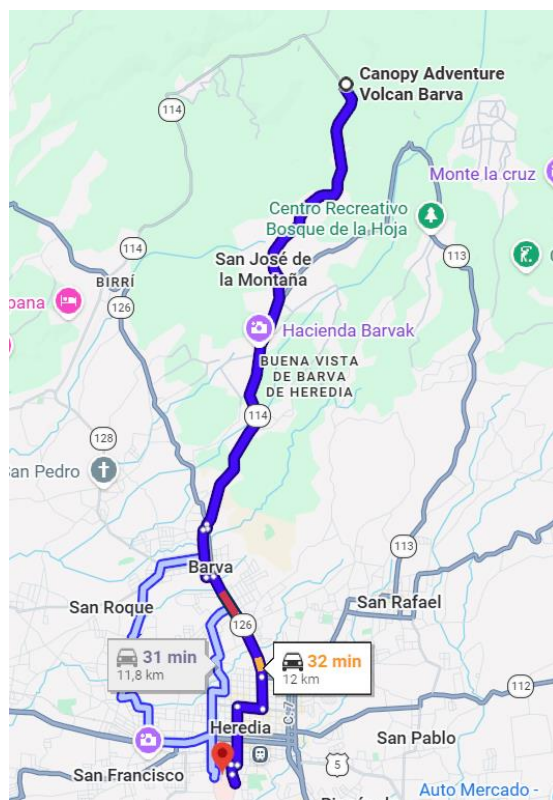 Canopy Adventure
Volcan Barva
114
Monte la cruz
Centro Recreativo
Bosque de la Hoja
114
113
San José de
la Montaña
BIRRÍ
126
Hacienda Barvak
BUENA VISTA
DE BARVA
DE HEREDIA
114
128
San Pedro
113
Barva
San Roque
San Rafael
126
31 min
11,8 km
32 min
12 km
112
Heredia
C. 7
San Pablo
San Francisco
5
Auto Mercado -